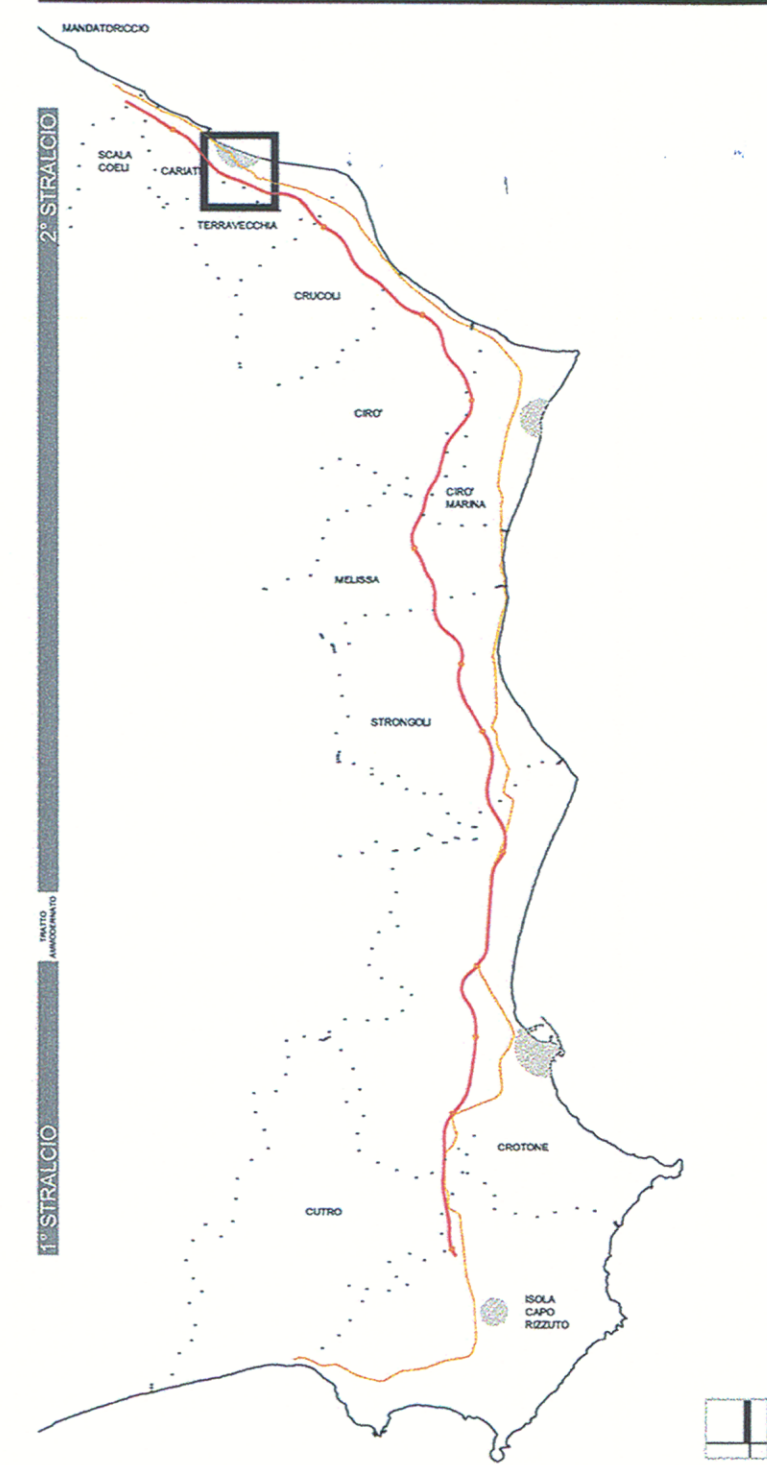 MANDATORICCIO
2° STRALCIO
SCALA
COELI
CARIATI
TERRAVECCHIA
CRUCOLI
CIRO'
CIRO'
MARINA
MELISSA
STRONGOLI
TRATTO
AMMODERNATO
1° STRALCIO
CROTONE
CUTRO
ISOLA
CAPO
RIZZUTO